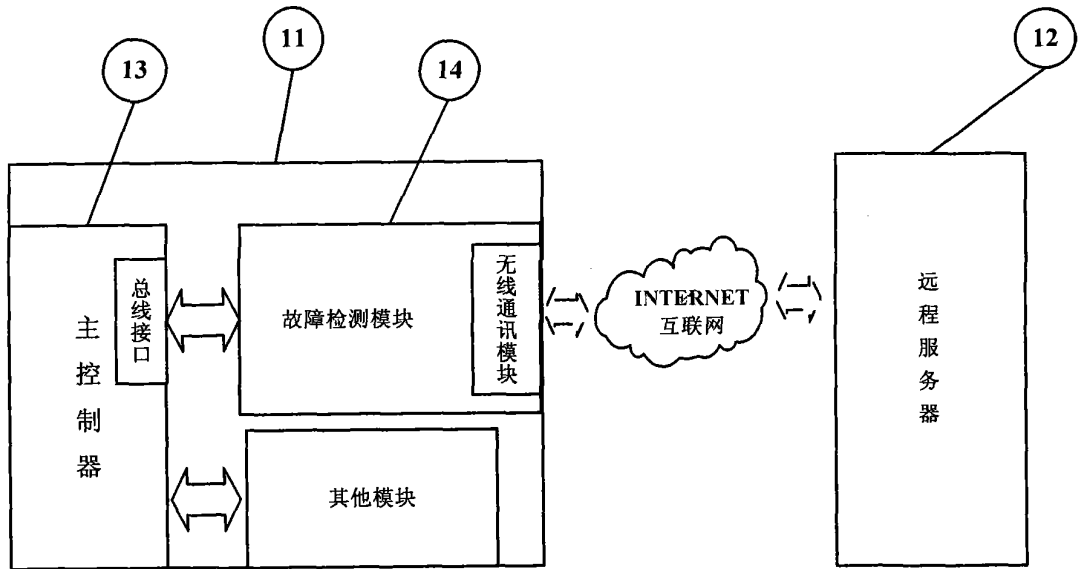 11
12
13
14
总线接口
主控制器
故障检测模块
无线通讯模块
INTERNET
互联网
远程服务器
其他模块